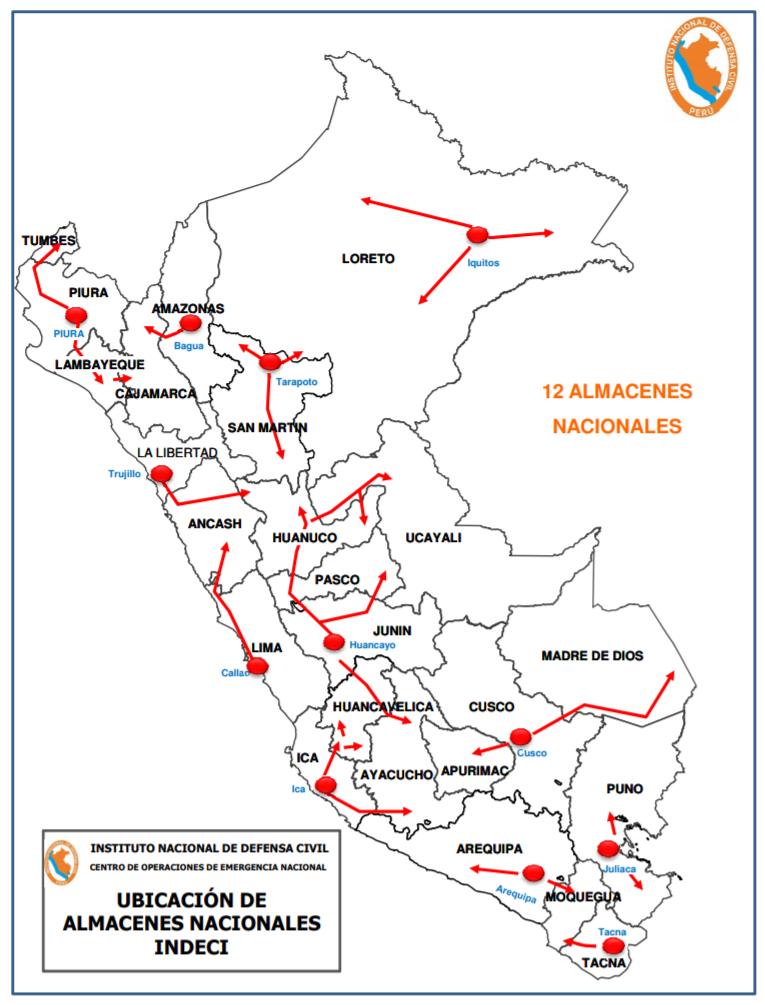 INSTITUTO NACIONAL DE DEFENSA CIVIL
PERÚ
TUMBES
LORETO
Iquitos
PIURA
AMAZONAS
PIURA
Bagua
LAMBAYEQUE
Tarapoto
CAJAMARCA
12 ALMACENES
NACIONALES
SAN MARTIN
LA LIBERTAD
Trujillo
ANCASH
HUANUCO
UCAYALI
PASCO
JUNIN
Huancayo
LIMA
MADRE DE DIOS
Callao
HUANCAVELICA
CUSCO
Cusco
ICA
AYACUCHO
APURIMAC
Ica
PUNO
AREQUIPA
Juliaca
Arequipa
MOQUEGUA
Tacna
TACNA
INSTITUTO NACIONAL DE DEFENSA CIVIL
CENTRO DE OPERACIONES DE EMERGENCIA NACIONAL
UBICACIÓN DE
ALMACENES NACIONALES
INDECI